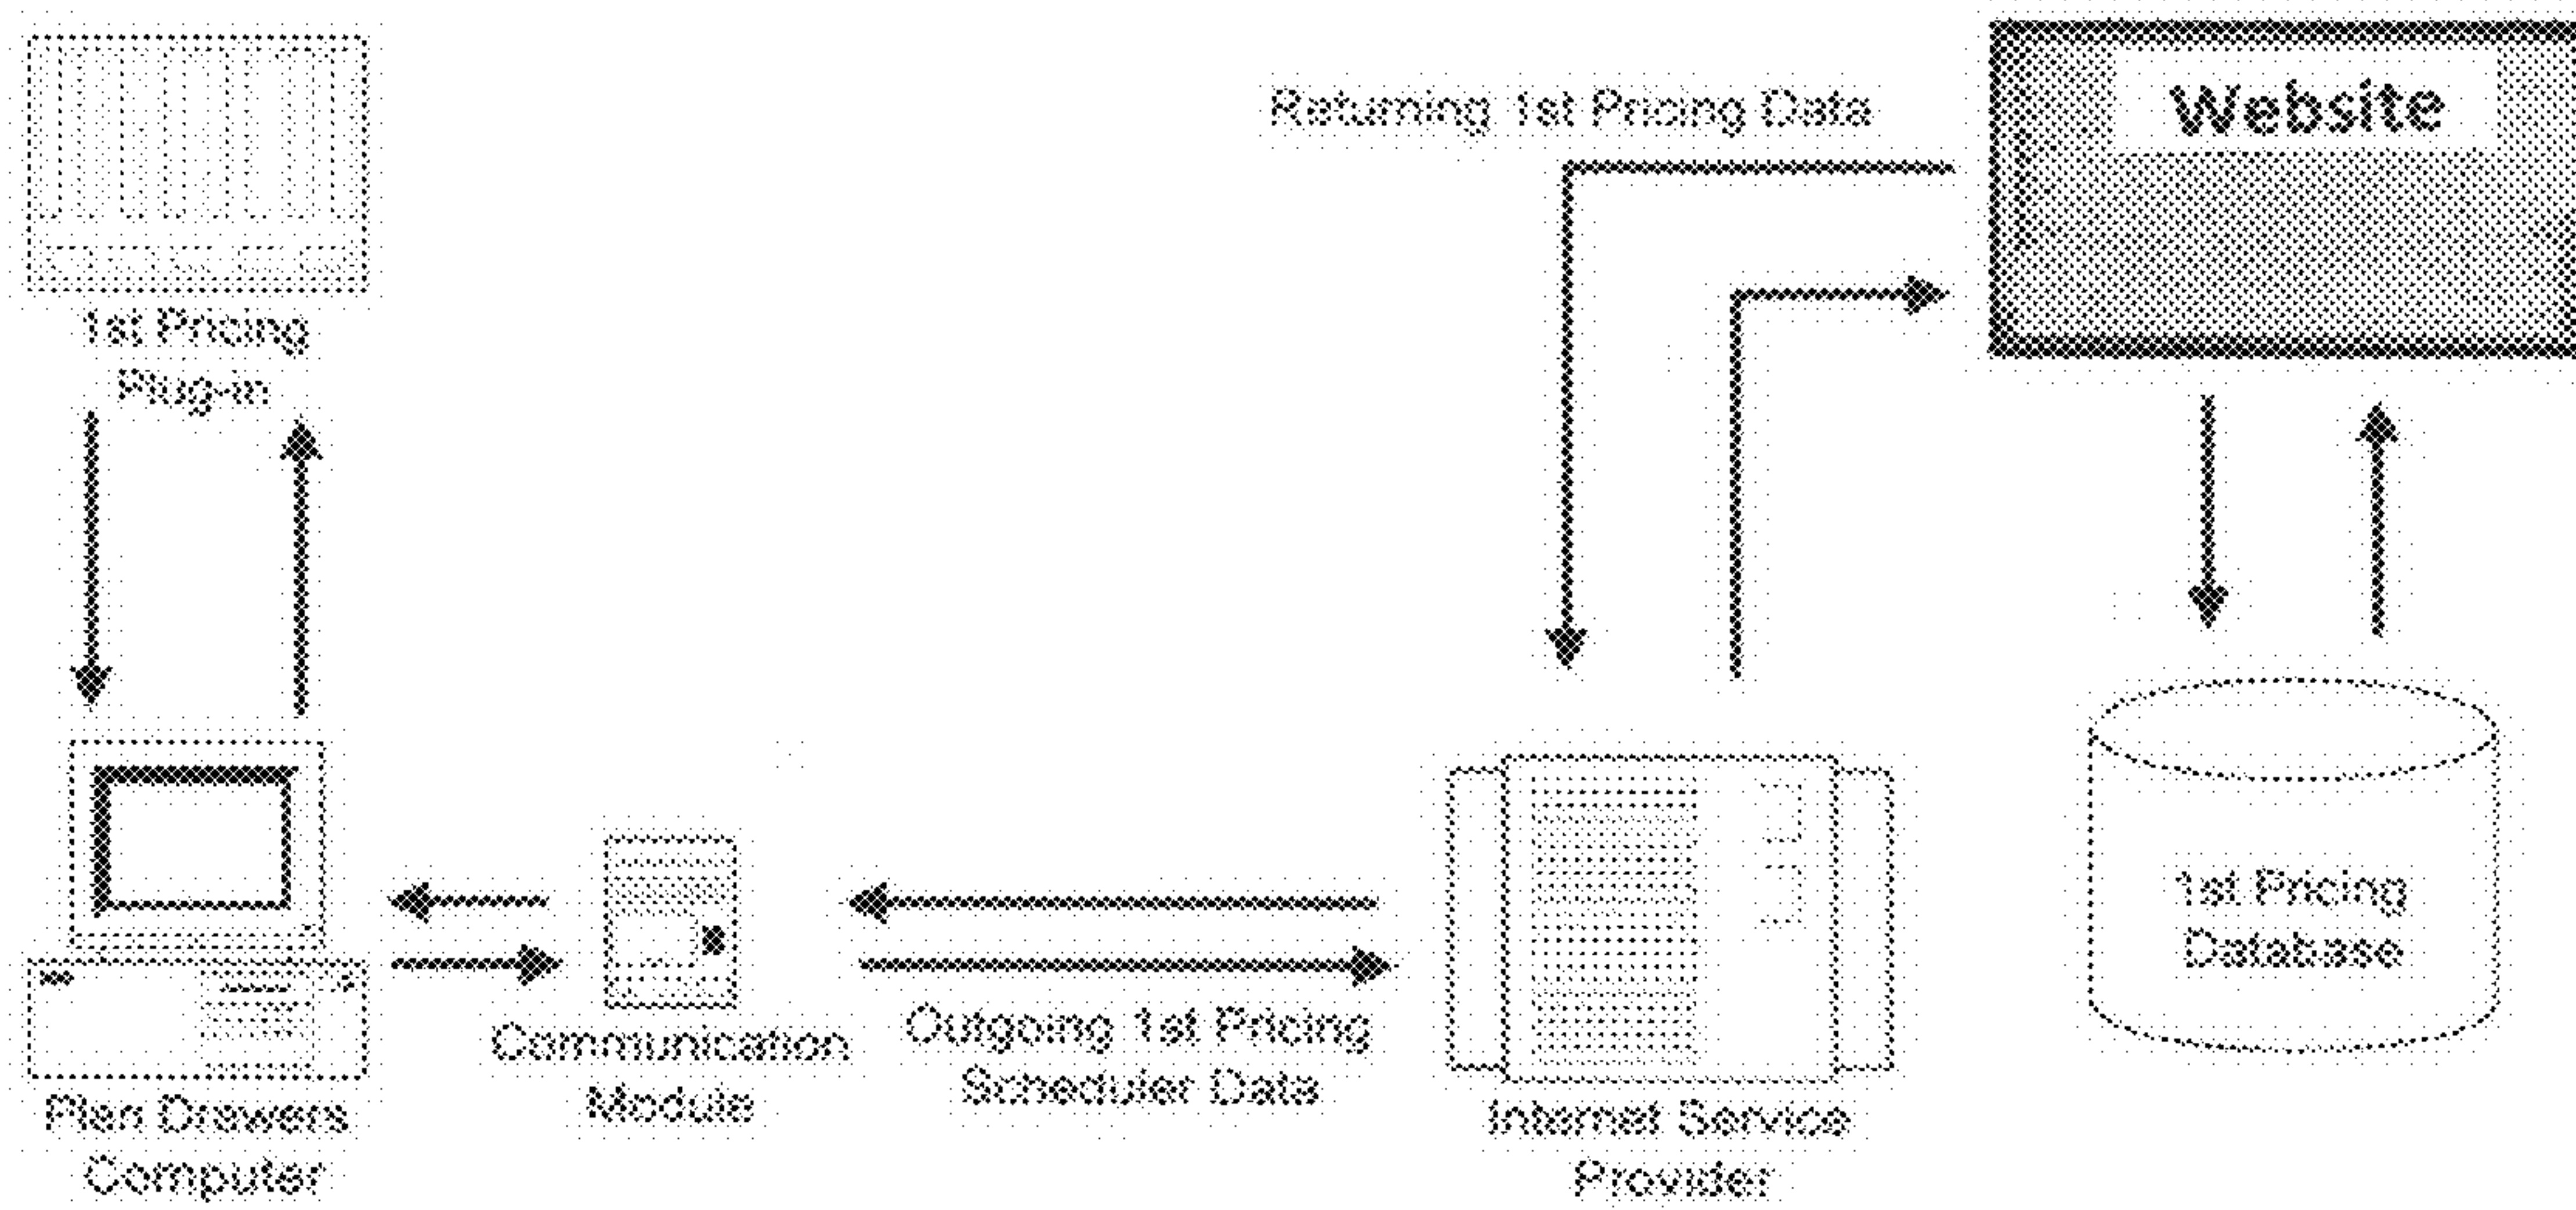 Returning 1st Pricing Data
Website
1st Pricing
Plug-in
1st Pricing
Database
Communication
Module
Outgoing 1st Pricing
Scheduler Data
Plan Drawers
Computer
Internet Service
Provider